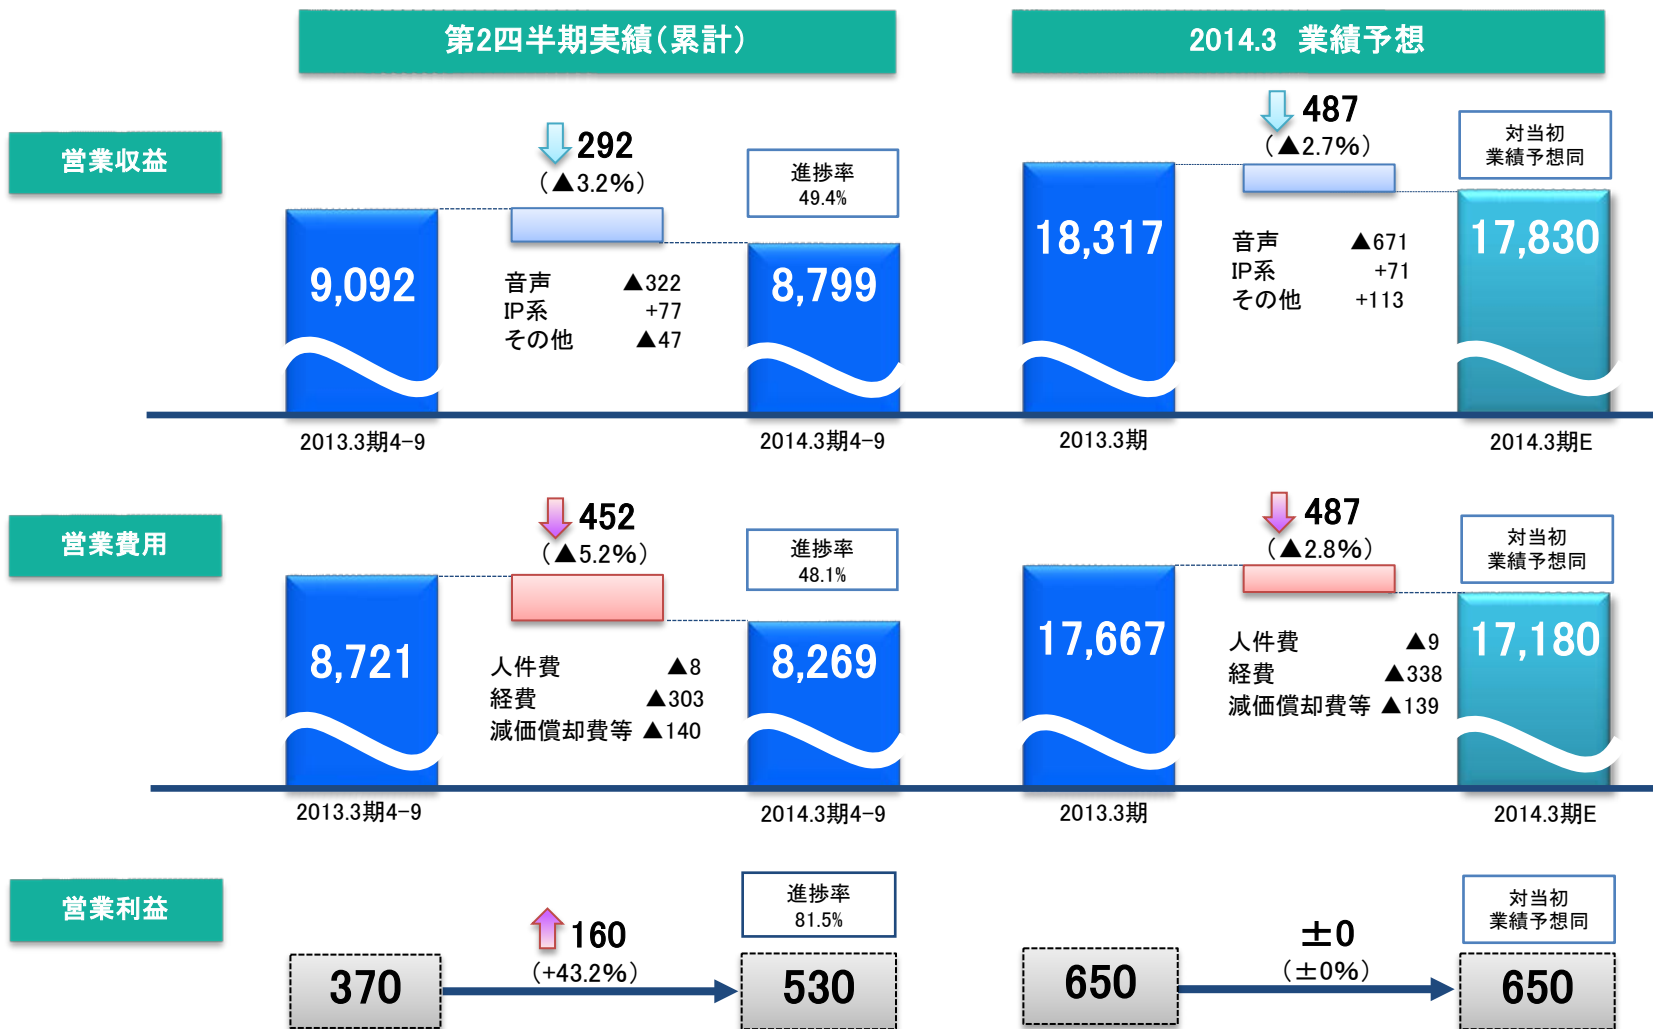 第2四半期実績(累計)
2014.3 業績予想
営業収益
292
(▲3.2%)
進捗率
49.4%
9,092
8,799
音声 ▲322
IP系 +77
その他 ▲47
2013.3期4-9
2014.3期4-9
487
(▲2.7%)
対当初
業績予想同
18,317
17,830
音声 ▲671
IP系 +71
その他 +113
2013.3期
2014.3期E
営業費用
452
(▲5.2%)
進捗率
48.1%
8,721
8,269
人件費 ▲8
経費 ▲303
減価償却費等 ▲140
2013.3期4-9
2014.3期4-9
487
(▲2.8%)
対当初
業績予想同
17,667
17,180
人件費 ▲9
経費 ▲338
減価償却費等 ▲139
2013.3期
2014.3期E
営業利益
160
(+43.2%)
進捗率
81.5%
370
530
±0
(±0%)
対当初
業績予想同
650
650